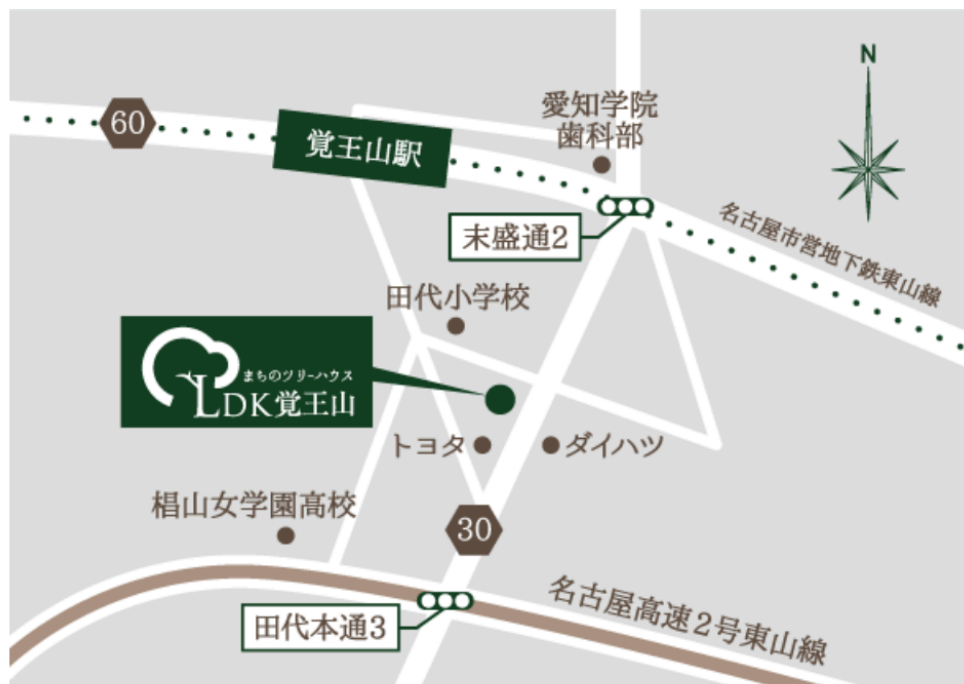 N
60
覚王山駅
愛知学院
歯科部
末盛通2
名古屋市営地下鉄東山線
田代小学校
まちのツリーハウス
LDK覚王山
トヨタ
ダイハツ
椙山女学園高校
30
田代本通3
名古屋高速2号東山線